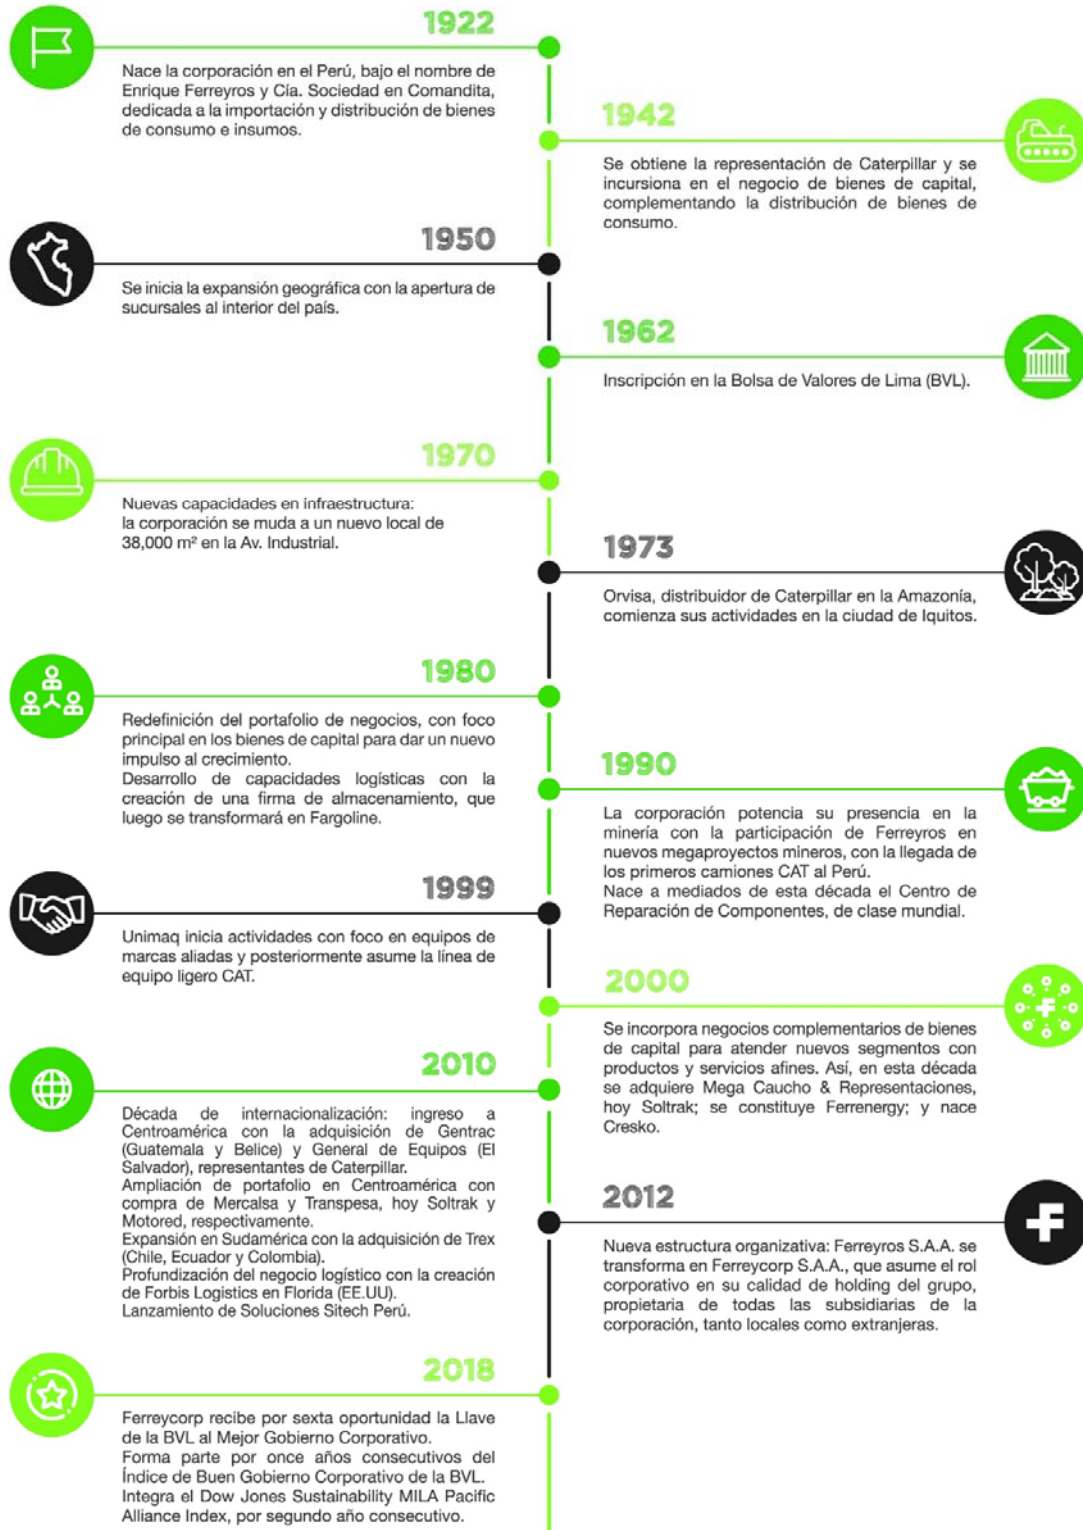 1922
Nace la corporación en el Perú, bajo el nombre de
Enrique Ferreyros y Cía. Sociedad en Comandita,
dedicada a la importación y distribución de bienes
de consumo e insumos.
1942
Se obtiene la representación de Caterpillar y se
incursiona en el negocio de bienes de capital,
complementando la distribución de bienes de
consumo.
1950
Se inicia la expansión geográfica con la apertura de
sucursales al interior del país.
1962
Inscripción en la Bolsa de Valores de Lima (BVL).
1970
Nuevas capacidades en infraestructura:
la corporación se muda a un nuevo local de
38,000 m² en la Av. Industrial.
1973
Orvisa, distribuidor de Caterpillar en la Amazonía,
comienza sus actividades en la ciudad de Iquitos.
1980
Redefinición del portafolio de negocios, con foco
principal en los bienes de capital para dar un nuevo
impulso al crecimiento.
Desarrollo de capacidades logísticas con la
creación de una firma de almacenamiento, que
luego se transformará en Fargoline.
1990
La corporación potencia su presencia en la
minería con la participación de Ferreyros en
nuevos megaproyectos mineros, con la llegada de
los primeros camiones CAT al Perú.
Nace a mediados de esta década el Centro de
Reparación de Componentes, de clase mundial.
1999
Unimaq inicia actividades con foco en equipos de
marcas aliadas y posteriormente asume la línea de
equipo ligero CAT.
2000
Se incorpora negocios complementarios de bienes
de capital para atender nuevos segmentos con
productos y servicios afines. Así, en esta década
se adquiere Mega Caucho & Representaciones,
hoy Soltrak; se constituye Ferrenergy; y nace
Cresko.
2010
Década de internacionalización: ingreso a
Centroamérica con la adquisición de Gentrac
(Guatemala y Belice) y General de Equipos (El
Salvador), representantes de Caterpillar.
Ampliación de portafolio en Centroamérica con
compra de Mercalsa y Transpesa, hoy Soltrak y
Motored, respectivamente.
Expansión en Sudamérica con la adquisición de Trex
(Chile, Ecuador y Colombia).
Profundización del negocio logístico con la creación
de Forbis Logistics en Florida (EE.UU).
Lanzamiento de Soluciones Sitech Perú.
2012
Nueva estructura organizativa: Ferreyros S.A.A. se
transforma en Ferreycorp S.A.A., que asume el rol
corporativo en su calidad de holding del grupo,
propietaria de todas las subsidiarias de la
corporación, tanto locales como extranjeras.
2018
Ferreycorp recibe por sexta oportunidad la Llave
de la BVL al Mejor Gobierno Corporativo.
Forma parte por once años consecutivos del
Índice de Buen Gobierno Corporativo de la BVL.
Integra el Dow Jones Sustainability MILA Pacific
Alliance Index, por segundo año consecutivo.